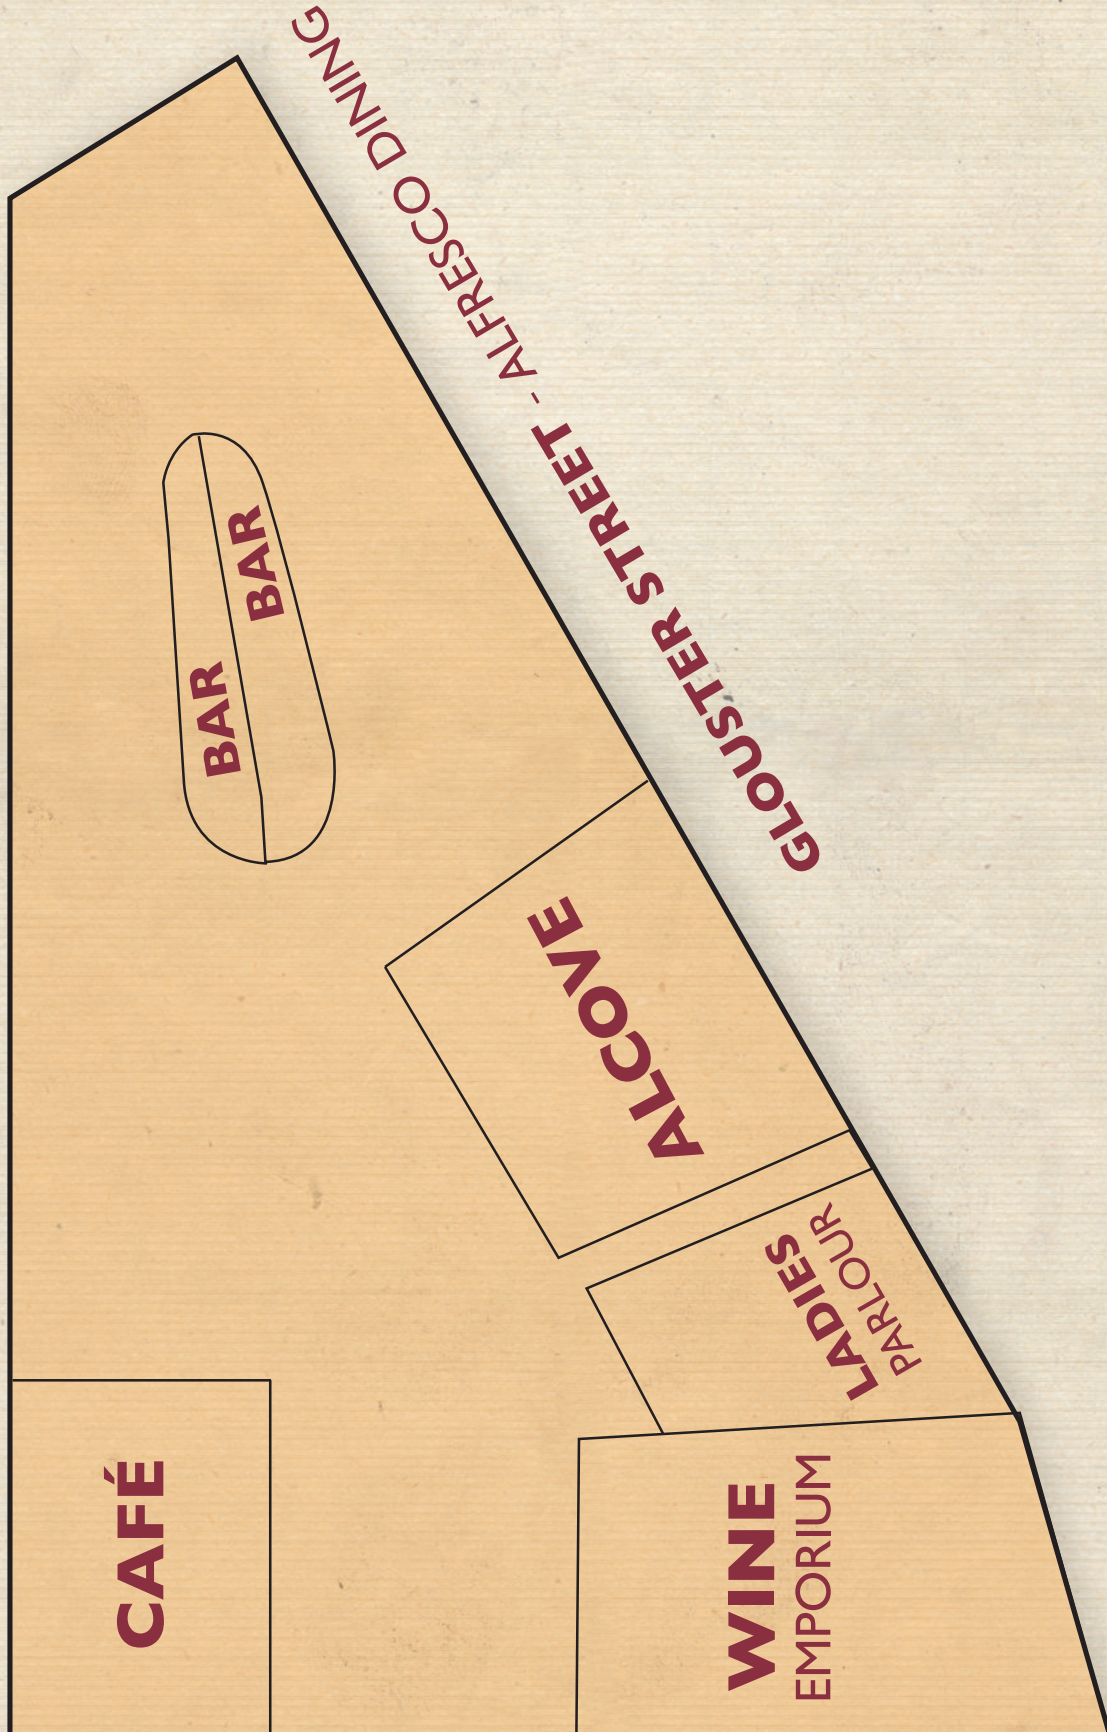 GLOUSTER STREET - ALFRESCO DINING
BAR
BAR
ALCOVE
LADIES
PARLOUR
CAFÉ
WINE
EMPORIUM